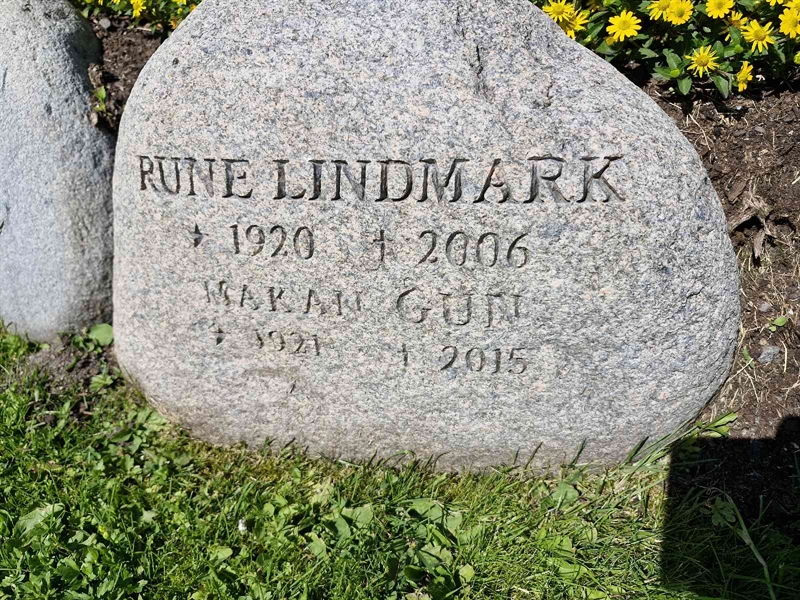 RUNE LINDMARK
* 1920 † 2006
MAKAN GUN
* 1921 † 2015